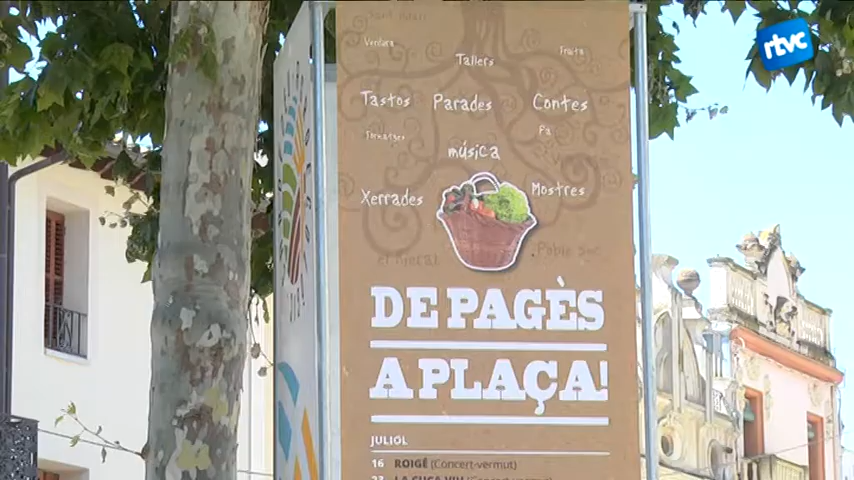 rtvc
Verdura
Tallers
Fruita
Tastos Parades Contes
Formatges
Pa
música
Xerrades
Mostres
DE PAGÈS
A PLAÇA!
JULIOL
16 ROIGÉ (Concert-vermut)